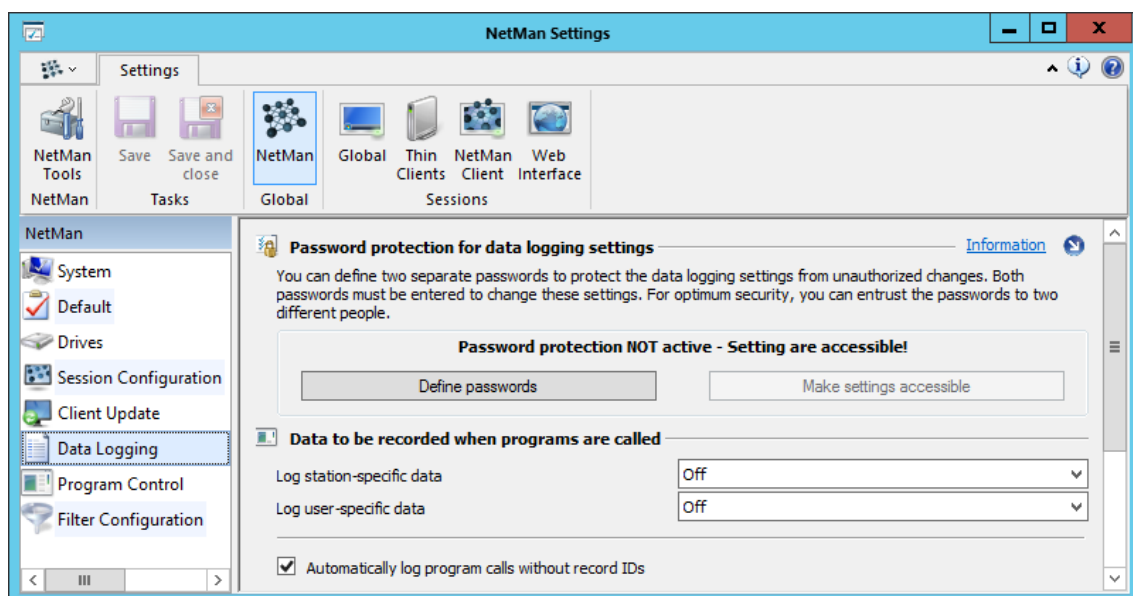 NetMan Settings
Settings
NetMan Tools
Save
Save and close
NetMan
Global
Thin Clients
NetMan Client
Web Interface
NetMan
Tasks
Global
Sessions
NetMan
System
Default
Drives
Session Configuration
Client Update
Data Logging
Program Control
Filter Configuration
Password protection for data logging settings
Information
You can define two separate passwords to protect the data logging settings from unauthorized changes. Both
passwords must be entered to change these settings. For optimum security, you can entrust the passwords to two
different people.
Password protection NOT active - Setting are accessible!
Define passwords
Make settings accessible
Data to be recorded when programs are called
Log station-specific data
Off
Log user-specific data
Off
Automatically log program calls without record IDs